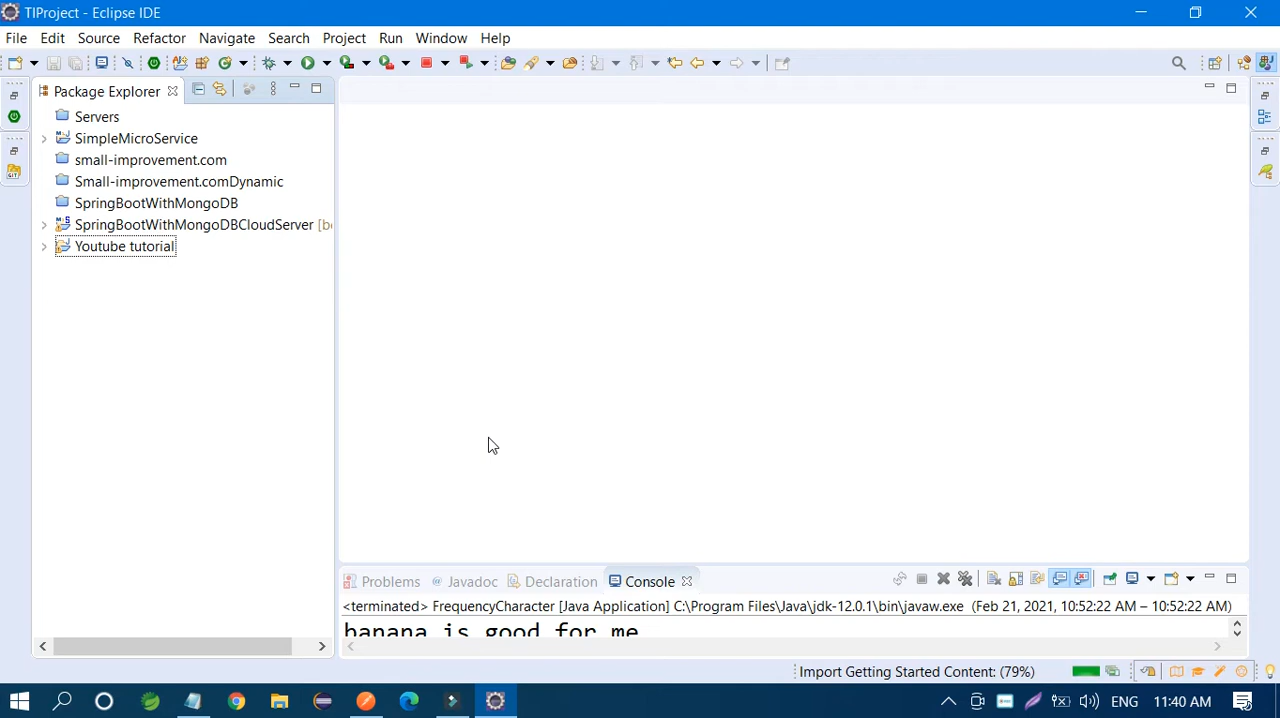 TIProject - Eclipse IDE
File Edit Source Refactor Navigate Search Project Run Window Help
Package Explorer
Servers
SimpleMicroService
small-improvement.com
Small-improvement.comDynamic
SpringBootWithMongoDB
SpringBootWithMongoDBCloudServer [b
Youtube tutorial
Problems @ Javadoc Declaration Console
<terminated> FrequencyCharacter [Java Application] C:\Program Files\Java\jdk-12.0.1\bin\javaw.exe (Feb 21, 2021, 10:52:22 AM – 10:52:22 AM)
banana is good for me
Import Getting Started Content: (79%)
ENG 11:40 AM